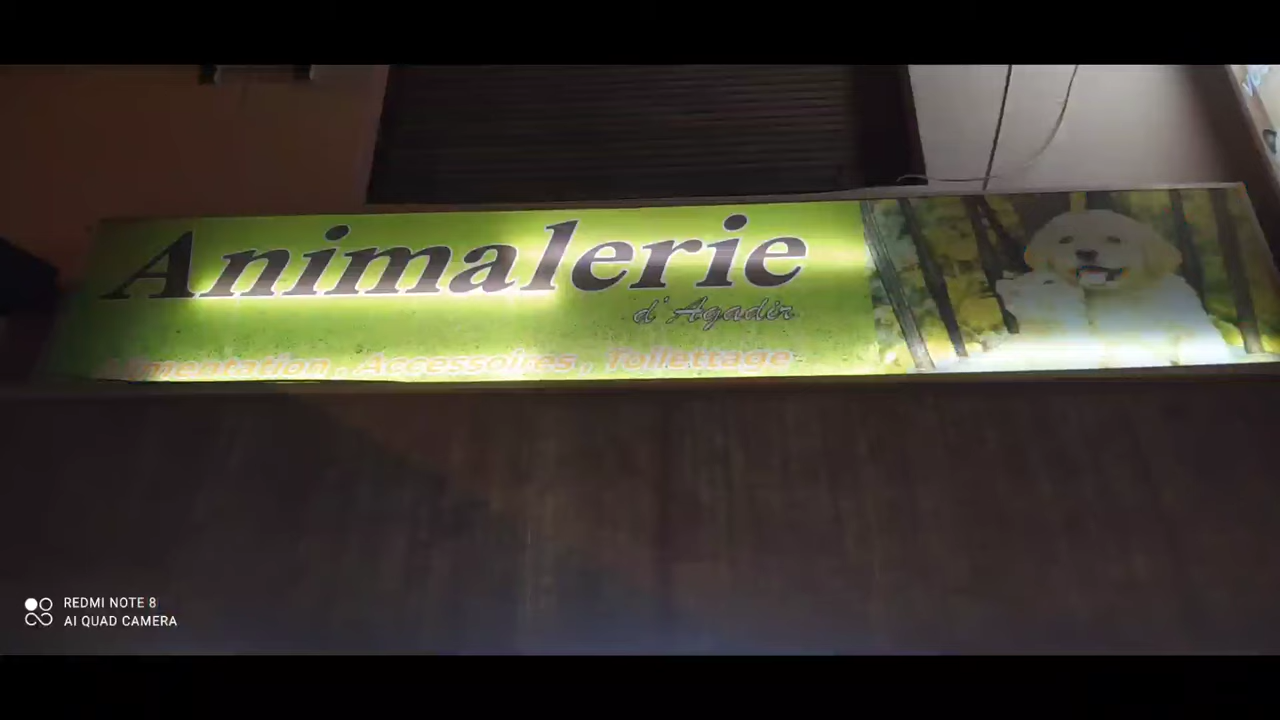 Animalerie
d'Agadir
Alimentation . Accessoires , Toilettage
REDMI NOTE 8
AI QUAD CAMERA